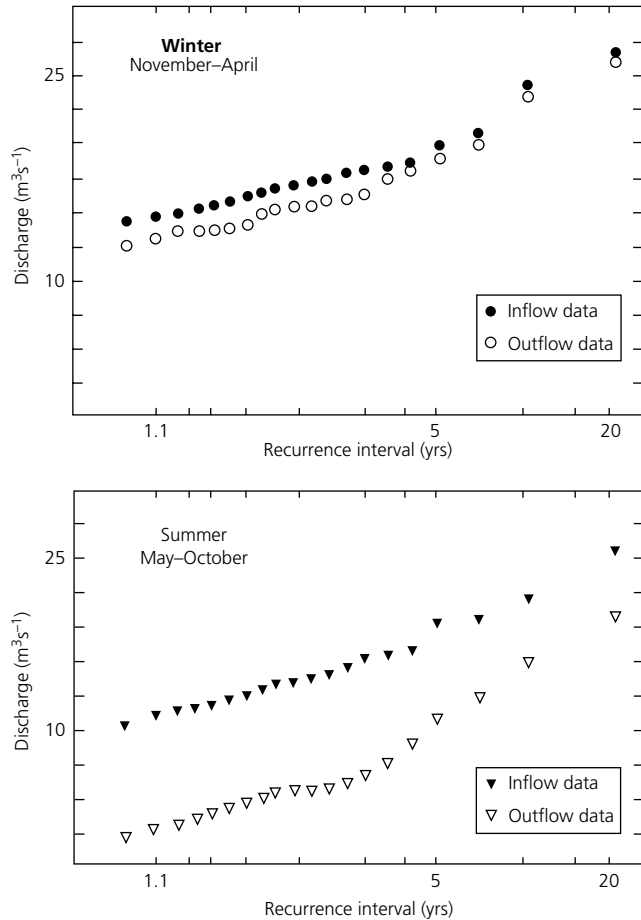 Winter
November–April
25
10
Discharge (m³s⁻¹)
Inflow data
Outflow data
1.1
5
20
Recurrence interval (yrs)
Summer
May–October
25
10
Discharge (m³s⁻¹)
Inflow data
Outflow data
1.1
5
20
Recurrence interval (yrs)